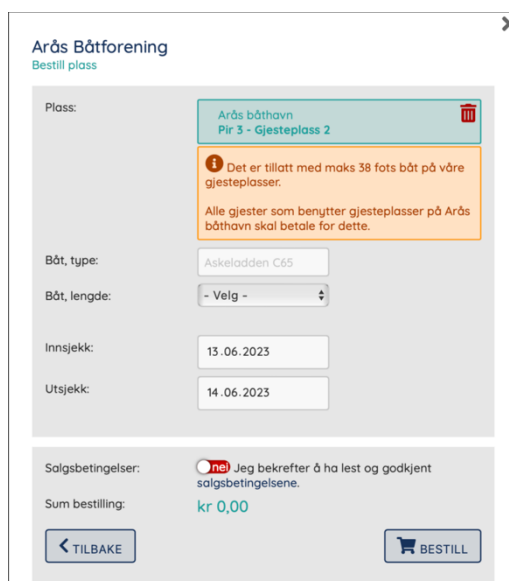 Arås Båtforening
Bestill plass
Plass:
Arås båthavn
Pir 3 - Gjesteplass 2
Det er tillatt med maks 38 fots båt på våre
gjesteplasser.
Alle gjester som benytter gjesteplasser på Arås
båthavn skal betale for dette.
Båt, type:
Askeladden C65
Båt, lengde:
- Velg -
Innsjekk:
13.06.2023
Utsjekk:
14.06.2023
Salgsbetingelser:
nei Jeg bekrefter å ha lest og godkjent
salgsbetingelsene.
Sum bestilling:
kr 0,00
TILBAKE
BESTILL